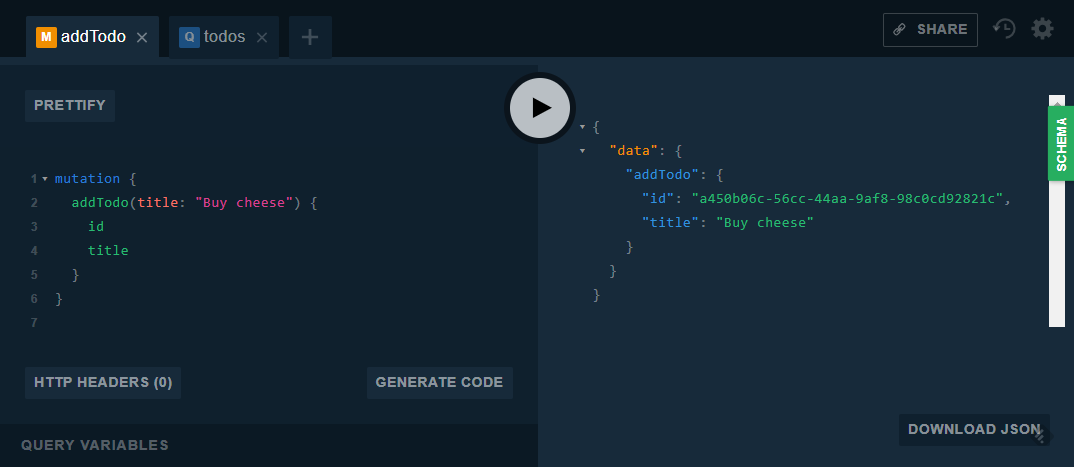 M addTodo × Q todos × +
SHARE
PRETTIFY
1 mutation {
2 addTodo(title: "Buy cheese") {
3 id
4 title
5 }
6 }
7
HTTP HEADERS (0) GENERATE CODE
QUERY VARIABLES
{
"data": {
"addTodo": {
"id": "a450b06c-56cc-44aa-9af8-98c0cd92821c",
"title": "Buy cheese"
}
}
}
SCHEMA
DOWNLOAD JSON